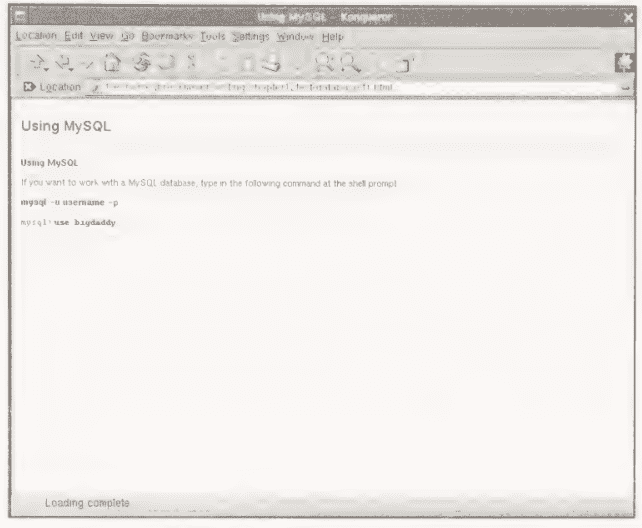 Using MySQL - Konqueror
Location Edit View Go Bookmarks Tools Settings Window Help
Location
Using MySQL
Using MySQL
If you want to work with a MySQL database, type in the following command at the shell prompt
mysql -u username -p
mysql> use bigdaddy
Loading complete